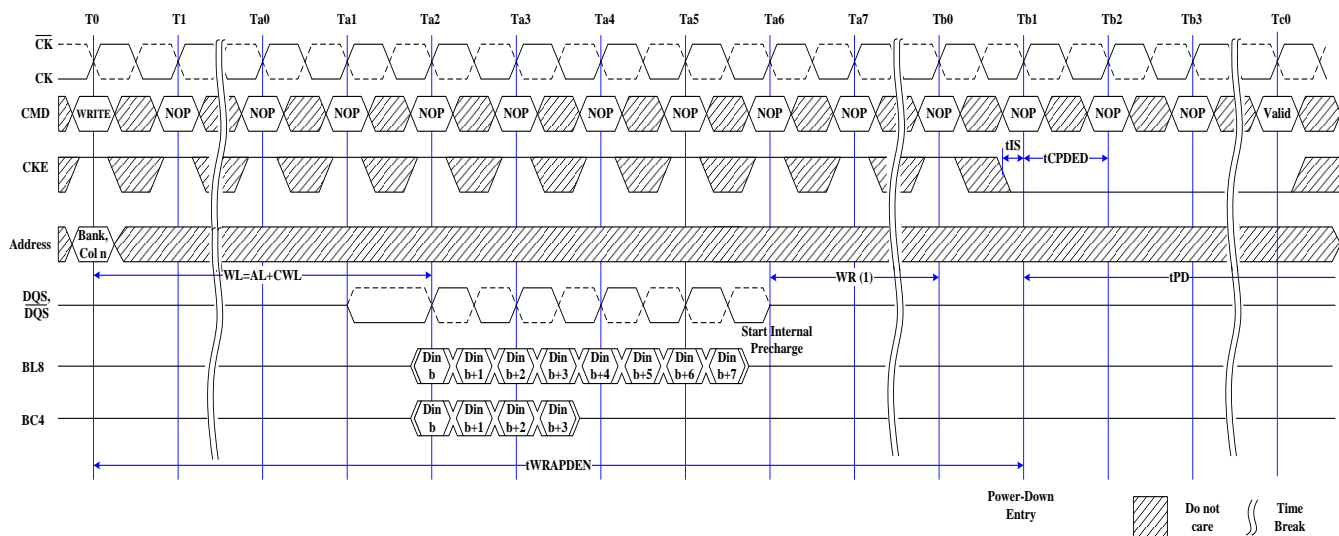 T0 T1 Ta0 Ta1 Ta2 Ta3 Ta4 Ta5 Ta6 Ta7 Tb0 Tb1 Tb2 Tb3 Tc0
CK
CK
CMD WRITE NOP NOP NOP NOP NOP NOP NOP NOP NOP NOP NOP NOP NOP Valid
tIS
CKE tCPDED
Address Bank,
Col n
WL=AL+CWL WR (1) tPD
DQS,
DQS
Start Internal
Precharge
BL8 Din Din Din Din Din Din Din Din
b b+1 b+2 b+3 b+4 b+5 b+6 b+7
BC4 Din Din Din Din
b b+1 b+2 b+3
tWRAPDEN
Power-Down
Entry
Do not
care
Time
Break